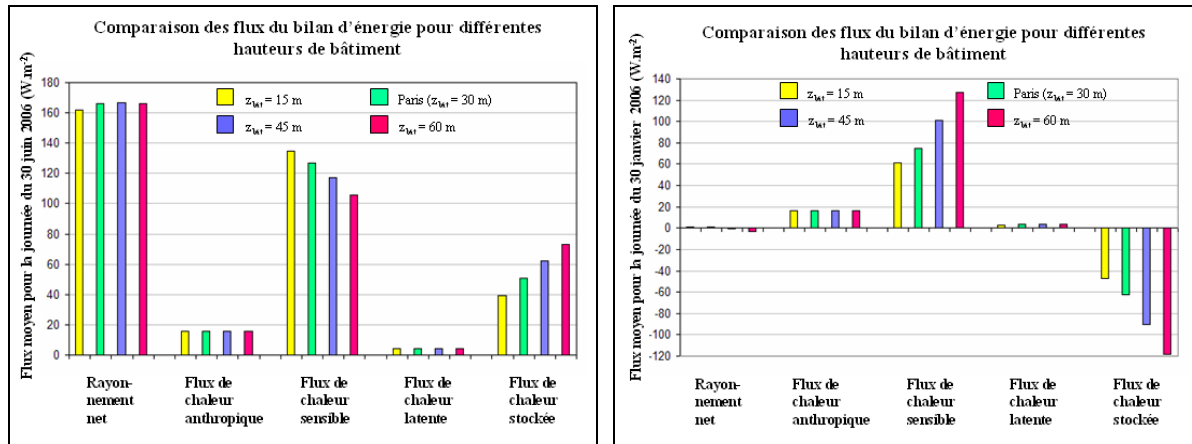 Comparaison des flux du bilan d'énergie pour différentes
hauteurs de bâtiment
Flux moyen pour la journée du 30 juin 2006 (W.m-2)
180
160
140
120
100
80
60
40
20
0
z_bat = 15 m
Paris (z_bat = 30 m)
z_bat = 45 m
z_bat = 60 m
Rayon-
nement
net
Flux de
chaleur
anthropique
Flux de
chaleur
sensible
Flux de
chaleur
latente
Flux de
chaleur
stockée
Comparaison des flux du bilan d'énergie pour différentes
hauteurs de bâtiment
Flux moyen pour la journée du 30 janvier 2006 (W.m-2)
140
120
100
80
60
40
20
0
-20
-40
-60
-80
-100
-120
z_bat = 15 m
Paris (z_bat = 30 m)
z_bat = 45 m
z_bat = 60 m
Rayon-
nement
net
Flux de
chaleur
anthropique
Flux de
chaleur
sensible
Flux de
chaleur
latente
Flux de
chaleur
stockée